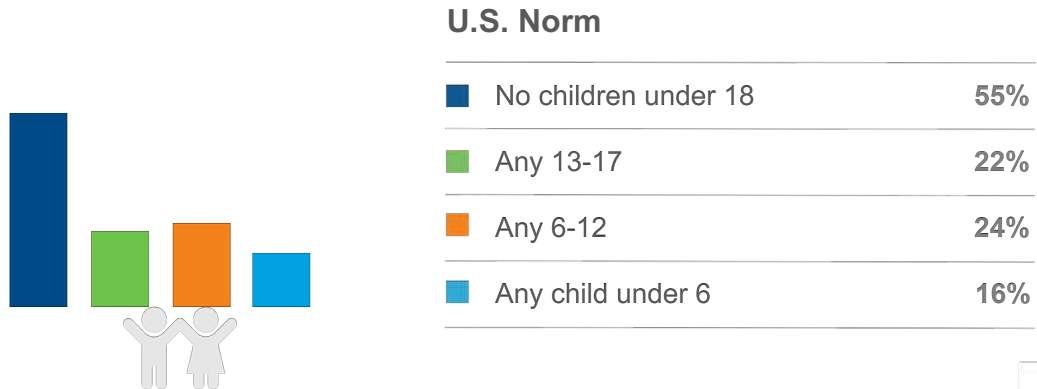 U.S. Norm
No children under 18 55%
Any 13-17 22%
Any 6-12 24%
Any child under 6 16%